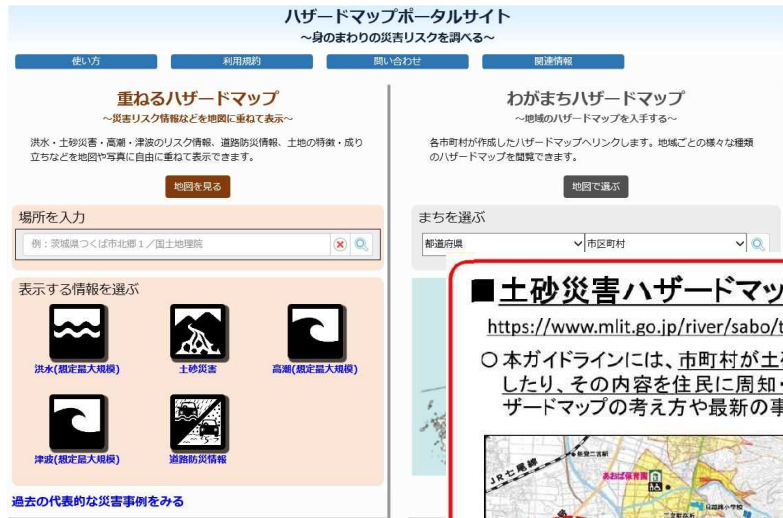 ハザードマップポータルサイト
～身のまわりの災害リスクを調べる～
使い方
利用規約
問い合わせ
関連情報
重ねるハザードマップ
～災害リスク情報などを地図に重ねて表示～
洪水・土砂災害・高潮・津波のリスク情報、道路防災情報、土地の特徴・成り
立ちなどを地図や写真に自由に重ねて表示できます。
地図を見る
場所を入力
例：茨城県つくば市北郷１／国土地理院
表示する情報を選ぶ
洪水(想定最大規模)
土砂災害
高潮(想定最大規模)
津波(想定最大規模)
道路防災情報
過去の代表的な災害事例をみる
わがまちハザードマップ
～地域のハザードマップを入手する～
各市町村が作成したハザードマップへリンクします。地域ごとの様々な種類
のハザードマップを閲覧できます。
地図で選ぶ
まちを選ぶ
都道府県
市区町村
■土砂災害ハザードマッ
https://www.mlit.go.jp/river/sabo/t
○本ガイドラインには、市町村が土
したり、その内容を住民に周知・
ザードマップの考え方や最新の事
JR七尾線
能登二宮駅
あおば保育園